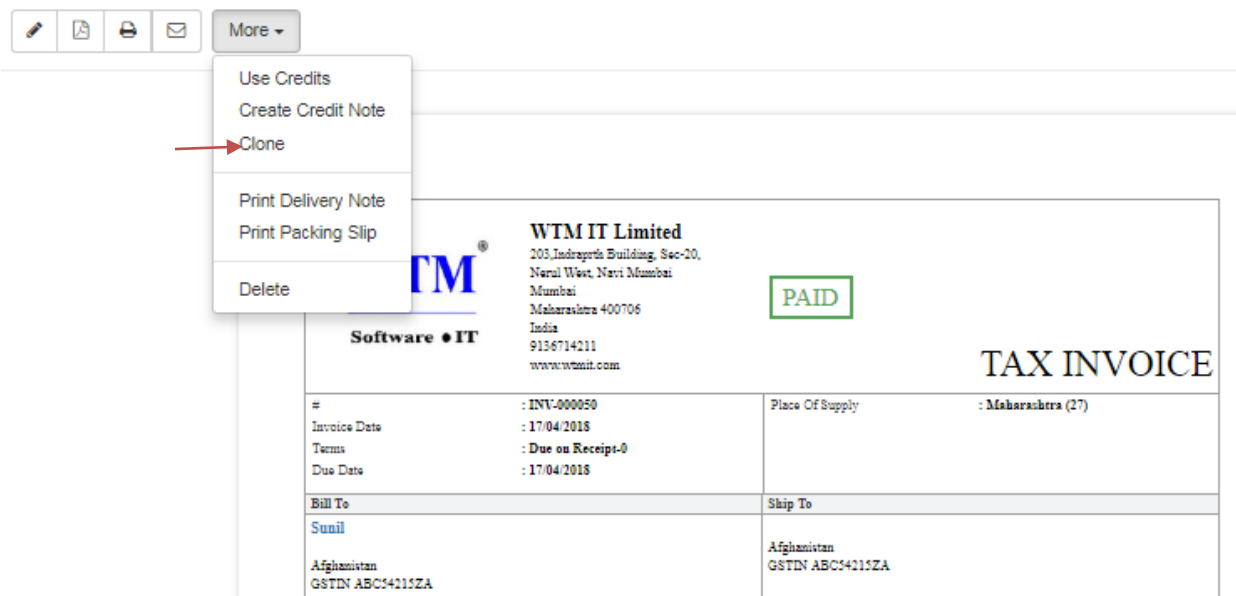 More
Use Credits
Create Credit Note
Clone
Print Delivery Note
Print Packing Slip
Delete
TM®
Software ● IT
WTM IT Limited
203,Indraprth Building, Sec-20,
Nerul West, Navi Mumbai
Mumbai
Maharashtra 400706
India
9136714211
www.wtmit.com
PAID
TAX INVOICE
# : INV-000050
Invoice Date : 17/04/2018
Terms : Due on Receipt-0
Due Date : 17/04/2018
Place Of Supply : Maharashtra (27)
Bill To
Sunil
Afghanistan
GSTIN ABC54215ZA
Ship To
Afghanistan
GSTIN ABC54215ZA